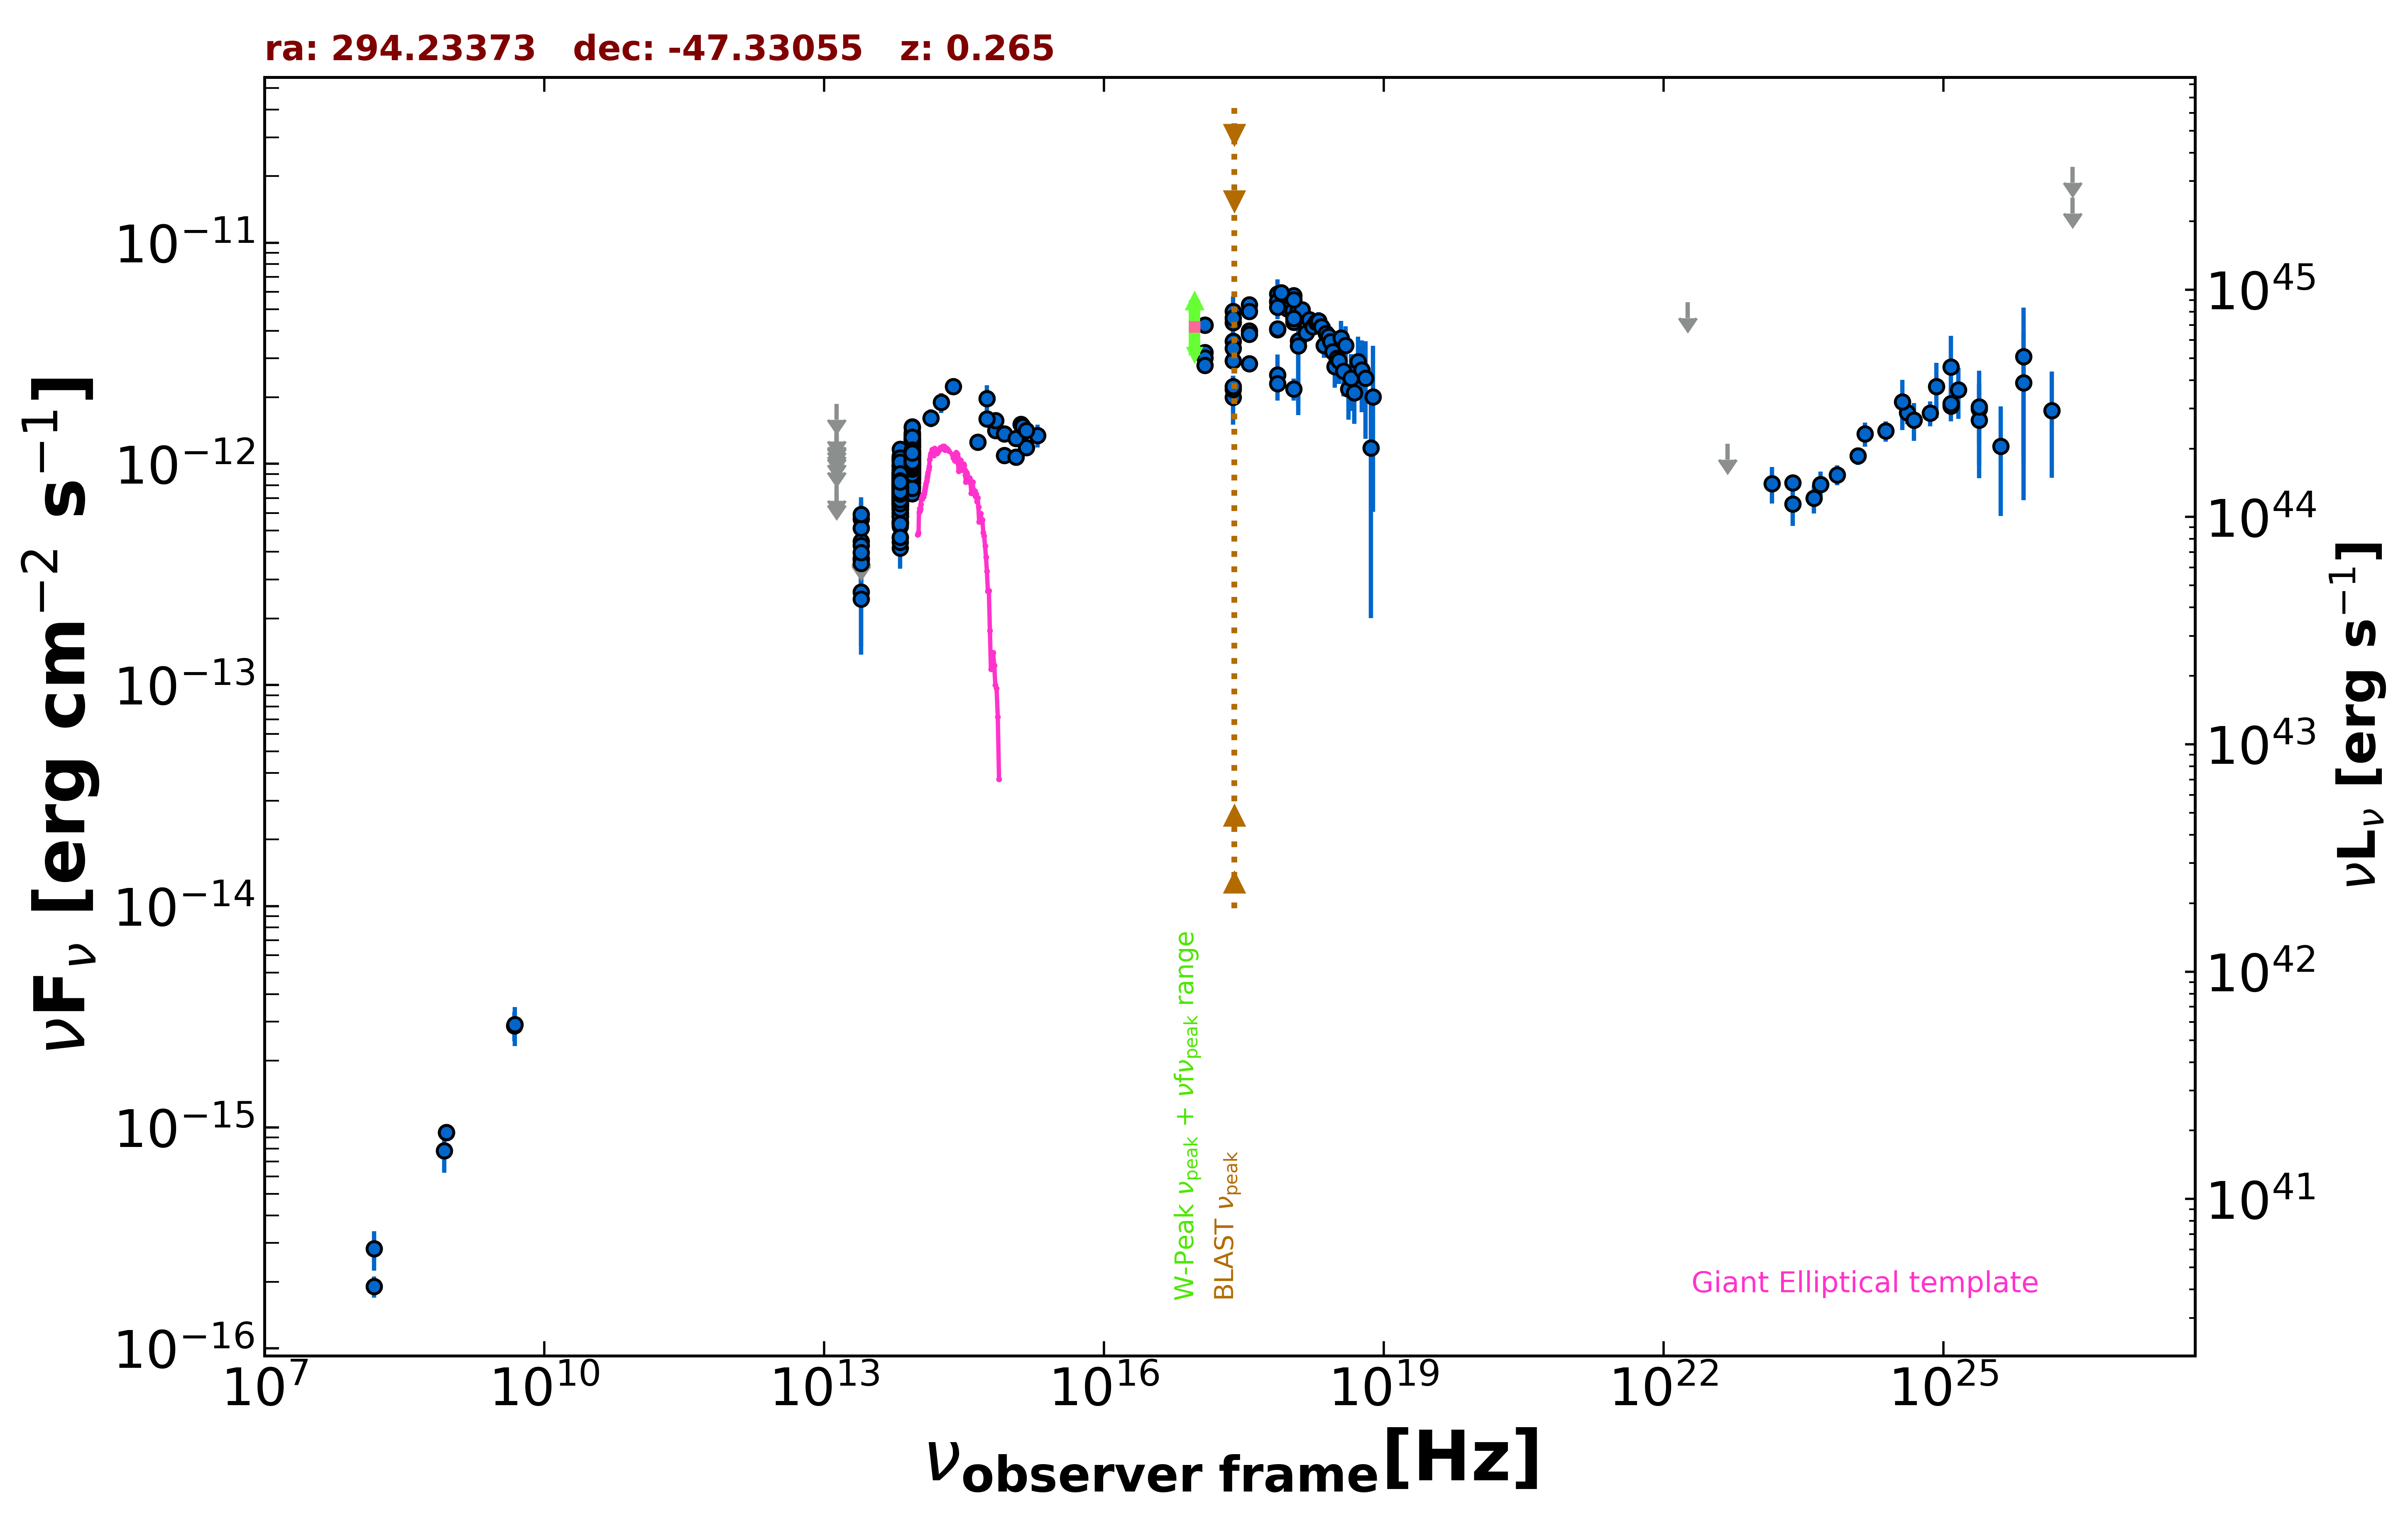 ra: 294.23373 dec: -47.33055 z: 0.265
νFν [erg cm−2 s−1]
10−11
10−12
10−13
10−14
10−15
10−16
107
1010
1013
1016
1019
1022
1025
νobserver frame[Hz]
1045
1044
1043
1042
1041
νLν [erg s−1]
W-Peak νpeak + νfνpeak range
BLAST νpeak
Giant Elliptical template